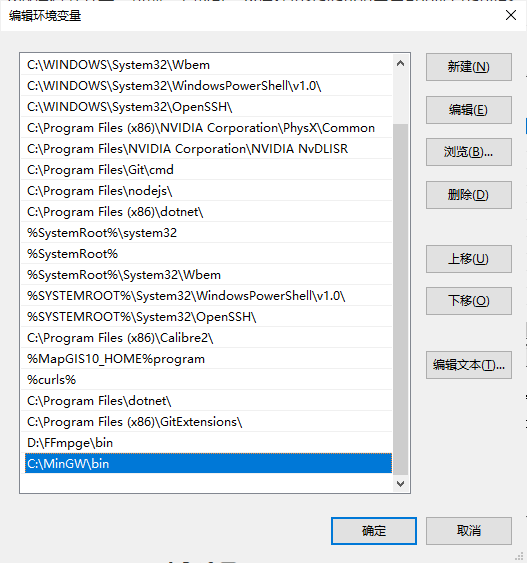 编辑环境变量
C:\WINDOWS\System32\Wbem
C:\WINDOWS\System32\WindowsPowerShell\v1.0\
C:\WINDOWS\System32\OpenSSH\
C:\Program Files (x86)\NVIDIA Corporation\PhysX\Common
C:\Program Files\NVIDIA Corporation\NVIDIA NvDLISR
C:\Program Files\Git\cmd
C:\Program Files\nodejs\
C:\Program Files (x86)\dotnet\
%SystemRoot%\system32
%SystemRoot%
%SystemRoot%\System32\Wbem
%SYSTEMROOT%\System32\WindowsPowerShell\v1.0\
%SYSTEMROOT%\System32\OpenSSH\
C:\Program Files (x86)\Calibre2\
%MapGIS10_HOME%program
%curls%
C:\Program Files\dotnet\
C:\Program Files (x86)\GitExtensions\
D:\FFmpge\bin
C:\MinGW\bin
新建(N)
编辑(E)
浏览(B)...
删除(D)
上移(U)
下移(O)
编辑文本(T)...
确定
取消